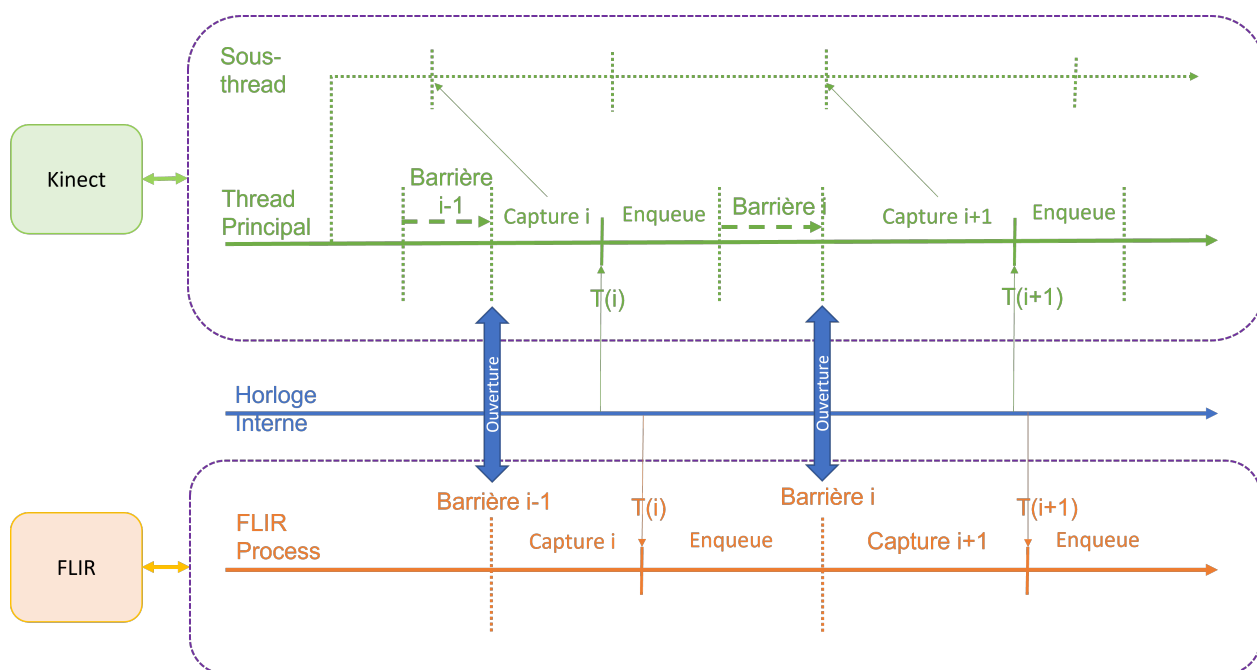 Sous-
thread
Kinect
Barrière
i-1
Thread
Principal
Capture i
Enqueue
Barrière i
Capture i+1
Enqueue
T(i)
T(i+1)
Ouverture
Ouverture
Horloge
Interne
Barrière i-1
T(i)
Barrière i
T(i+1)
FLIR
Process
Capture i
Enqueue
Capture i+1
Enqueue
FLIR